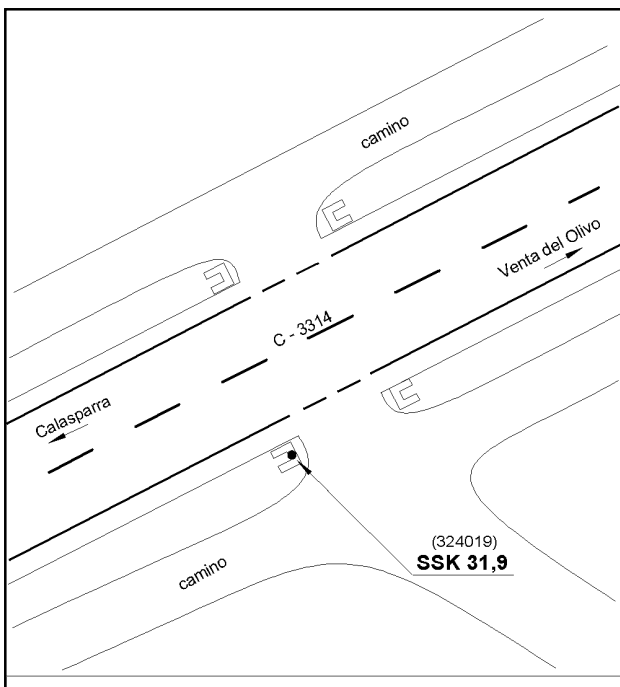 camino
Venta del Olivo
C - 3314
Calasparra
(324019)
SSK 31,9
camino